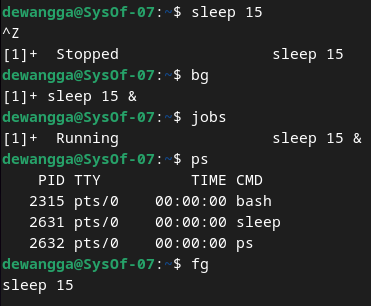 dewangga@SysOf-07:~$ sleep 15
^Z
[1]+  Stopped                 sleep 15
dewangga@SysOf-07:~$ bg
[1]+ sleep 15 &
dewangga@SysOf-07:~$ jobs
[1]+  Running                 sleep 15 &
dewangga@SysOf-07:~$ ps
    PID TTY          TIME CMD
   2315 pts/0    00:00:00 bash
   2631 pts/0    00:00:00 sleep
   2632 pts/0    00:00:00 ps
dewangga@SysOf-07:~$ fg
sleep 15